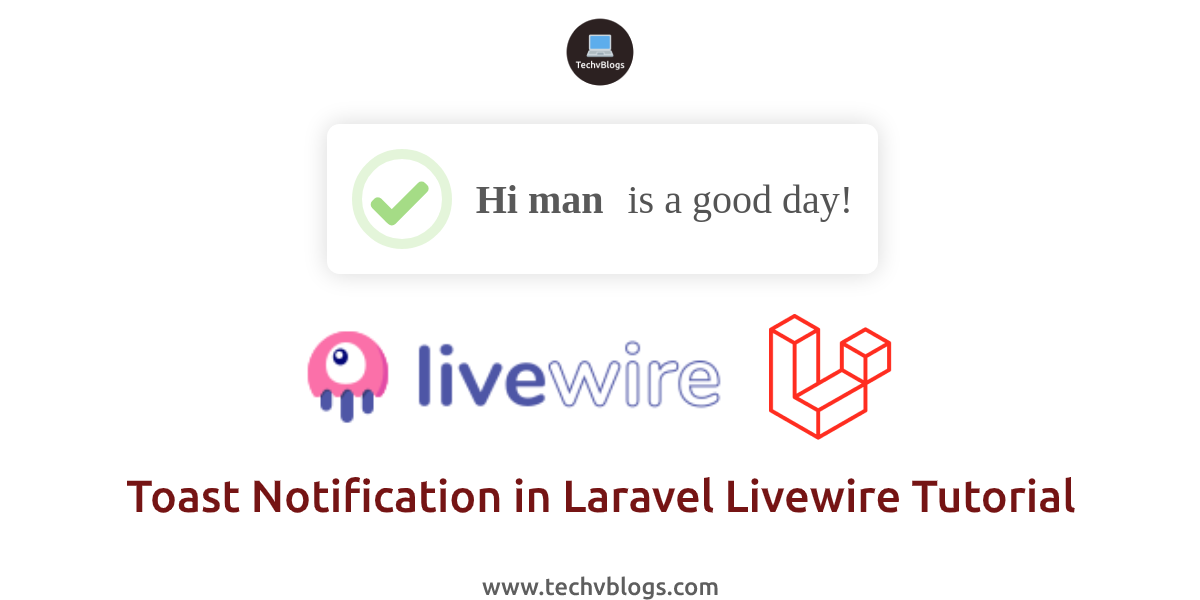 TechvBlogs
Hi man is a good day!
livewire
Toast Notification in Laravel Livewire Tutorial
www.techvblogs.com